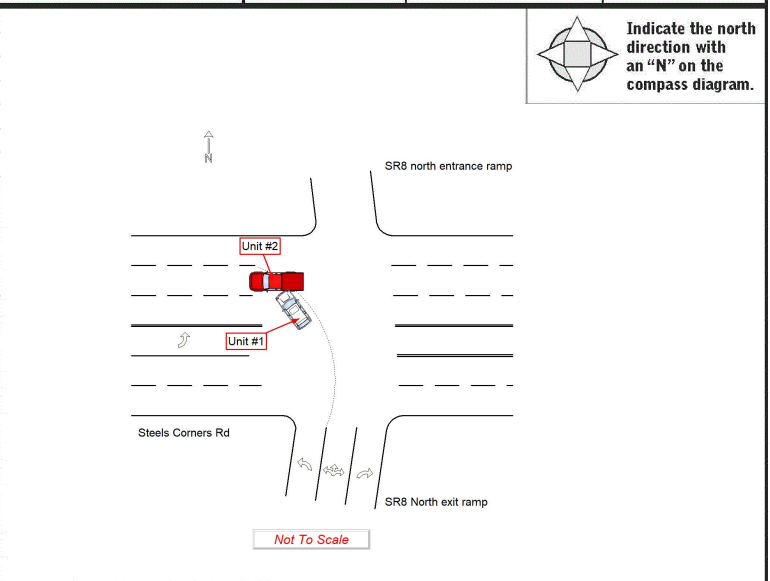 Indicate the north
direction with
an “N” on the
compass diagram.
N
SR8 north entrance ramp
Unit #2
Unit #1
Steels Corners Rd
SR8 North exit ramp
Not To Scale